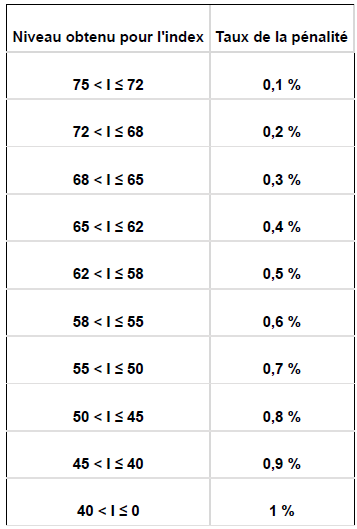 Niveau obtenu pour l'index Taux de la pénalité
75 < I ≤ 72 0,1 %
72 < I ≤ 68 0,2 %
68 < I ≤ 65 0,3 %
65 < I ≤ 62 0,4 %
62 < I ≤ 58 0,5 %
58 < I ≤ 55 0,6 %
55 < I ≤ 50 0,7 %
50 < I ≤ 45 0,8 %
45 < I ≤ 40 0,9 %
40 < I ≤ 0 1 %